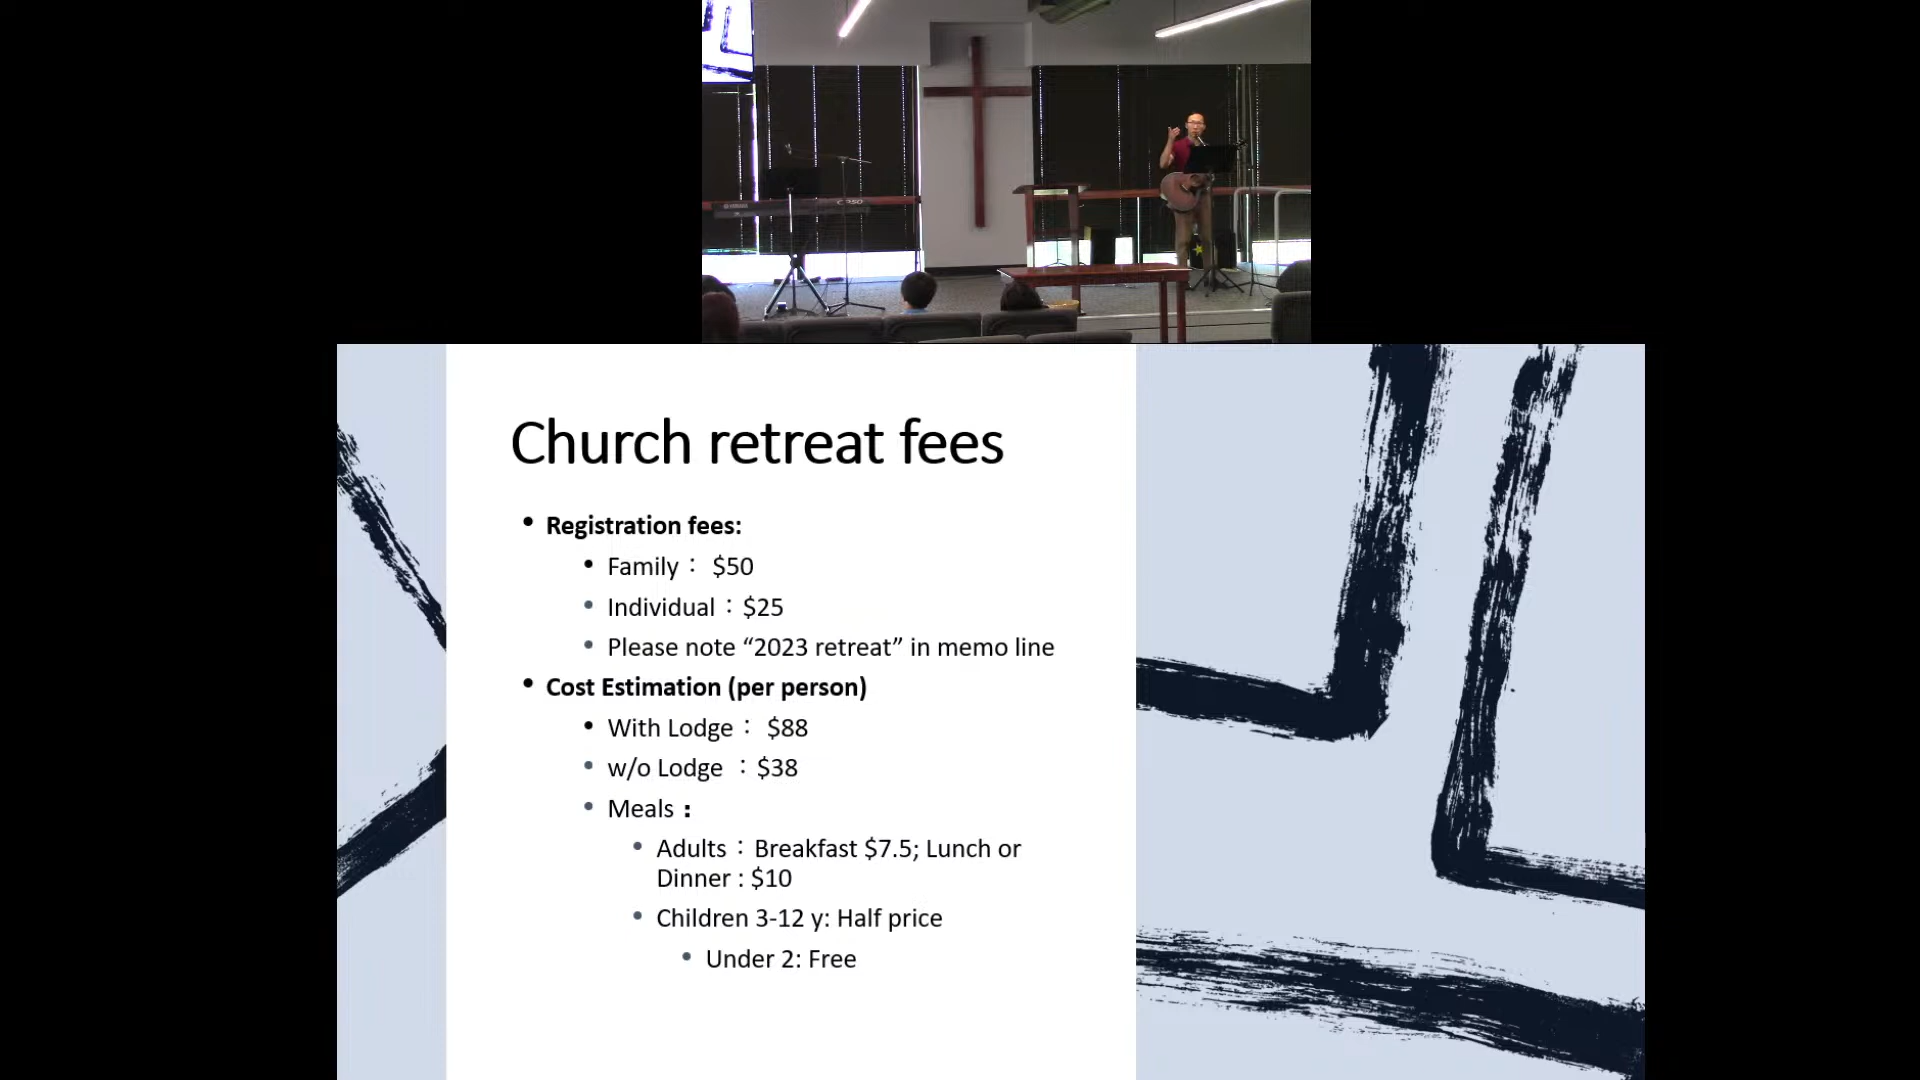 Church retreat fees
• Registration fees:
• Family： $50
• Individual：$25
• Please note “2023 retreat” in memo line
• Cost Estimation (per person)
• With Lodge： $88
• w/o Lodge ：$38
• Meals：
• Adults：Breakfast $7.5; Lunch or
Dinner : $10
• Children 3-12 y: Half price
• Under 2: Free